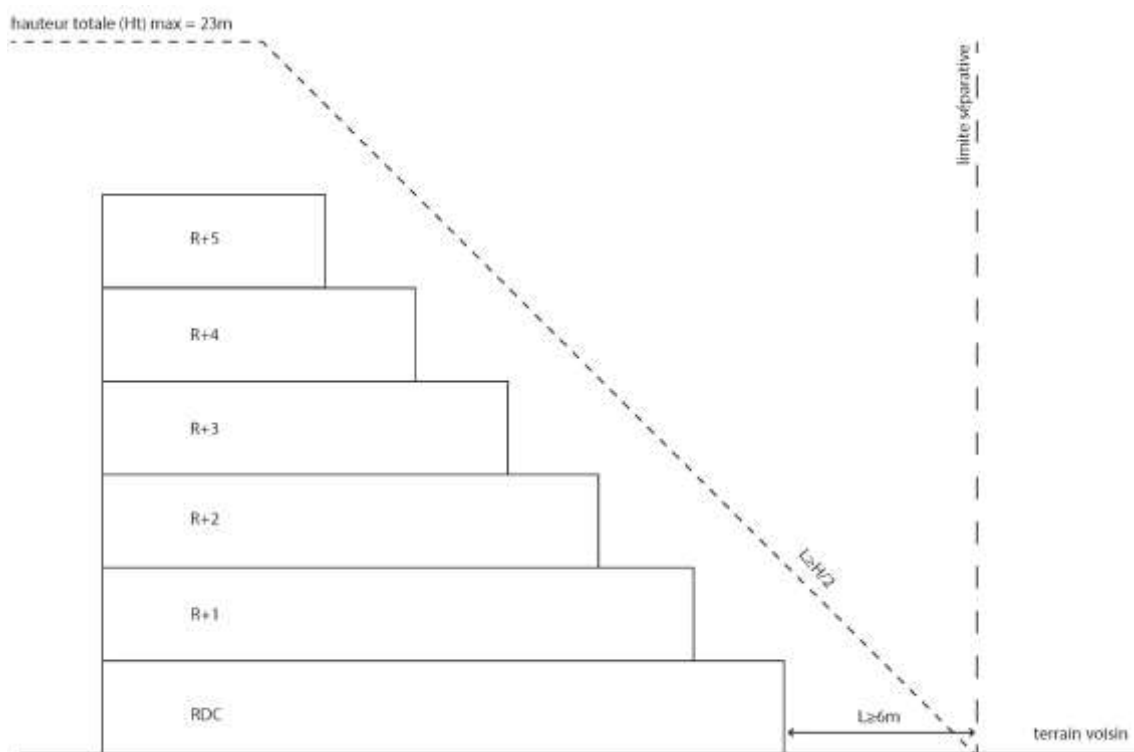 hauteur totale (Ht) max = 23m
limite séparative
R+5
R+4
R+3
R+2
L≥H/2
R+1
RDC
L≥6m
terrain voisin